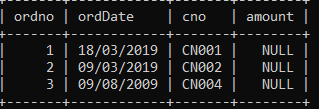 | ordno | ordDate | cno | amount |
| 1 | 18/03/2019 | CN001 | NULL |
| 2 | 09/03/2019 | CN002 | NULL |
| 3 | 09/08/2009 | CN004 | NULL |